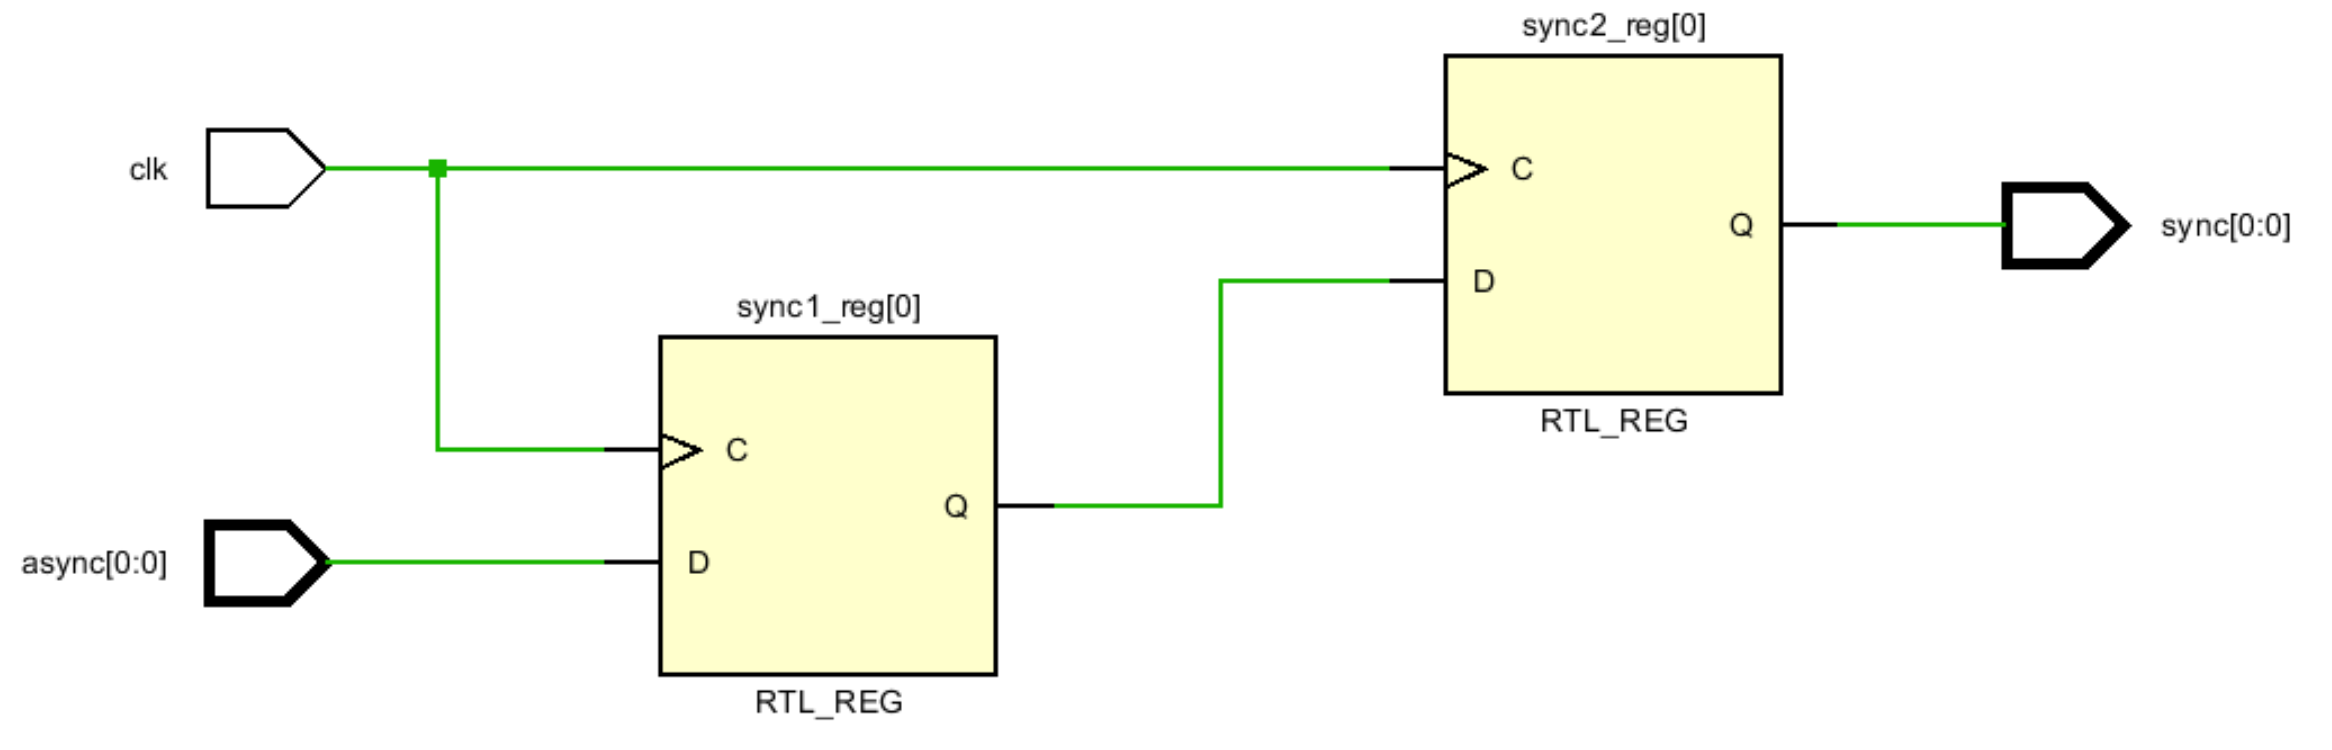 sync2_reg[0]
clk
C
Q
sync[0:0]
D
sync1_reg[0]
RTL_REG
C
Q
async[0:0]
D
RTL_REG